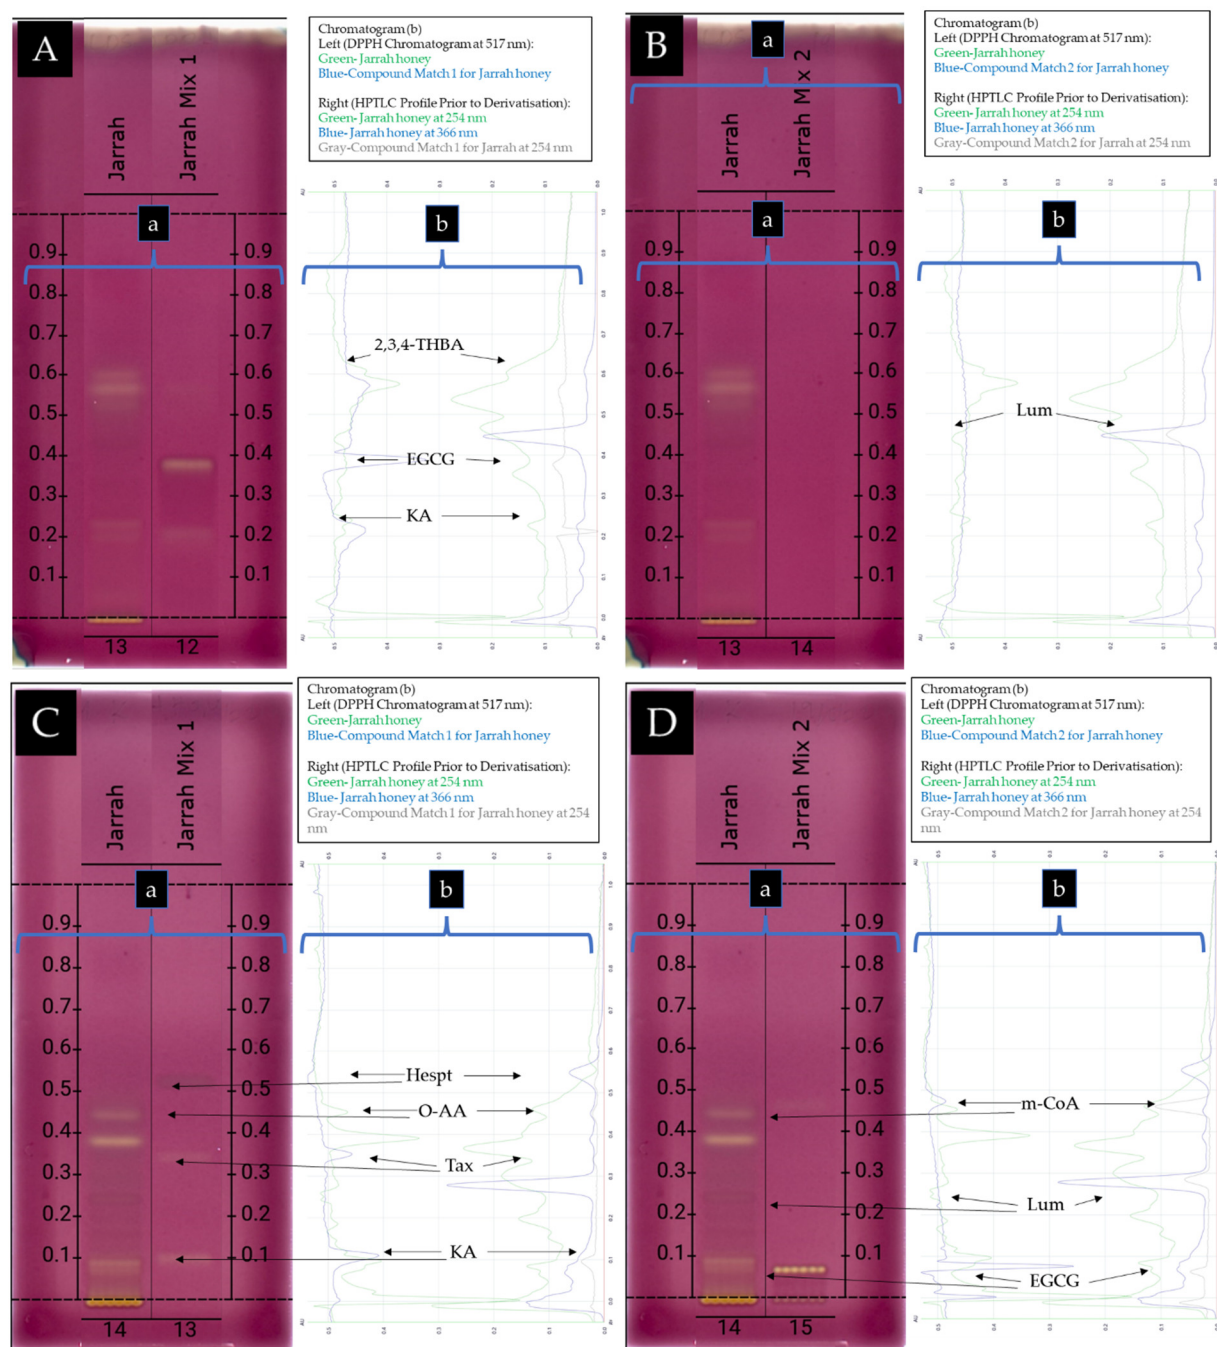 A
Jarrah
Jarrah Mix 1
Chromatogram (b)
Left (DPPH Chromatogram at 517 nm):
Green-Jarrah honey
Blue-Compound Match 1 for Jarrah honey
Right (HPTLC Profile Prior to Derivatisation):
Green- Jarrah honey at 254 nm
Blue- Jarrah honey at 366 nm
Gray-Compound Match 1 for Jarrah at 254 nm
a
b
0.9 0.9
0.8 0.8
0.7 0.7
0.6 0.6
0.5 0.5
0.4 0.4
0.3 0.3
0.2 0.2
0.1 0.1
13 12
2,3,4-THBA
EGCG
KA
B
a
Jarrah
Jarrah M x 2
Chromatogram (b)
Left (DPPH Chromatogram at 517 nm):
Green-Jarrah honey
Blue-Compound Match 2 for Jarrah honey
Right (HPTLC Profile Prior to Derivatisation):
Green-Jarrah honey at 254 nm
Blue- Jarrah honey at 366 nm
Gray-Compound Match 2 for Jarrah at 254 nm
a
b
0.9 0.9
0.8 0.8
0.7 0.7
0.6 0.6
0.5 0.5
0.4 0.4
0.3 0.3
0.2 0.2
0.1 0.1
13 14
Lum
C
Jarrah
Jarrah Mix 1
Chromatogram (b)
Left (DPPH Chromatogram at 517 nm):
Green-Jarrah honey
Blue-Compound Match 1 for Jarrah honey
Right (HPTLC Profile Prior to Derivatisation):
Green-Jarrah honey at 254 nm
Blue- Jarrah honey at 366 nm
Gray-Compound Match 1 for Jarrah honey at 254
nm
a
b
0.9 0.9
0.8 0.8
0.7 0.7
0.6 0.6
0.5 0.5
0.4 0.4
0.3 0.3
0.2 0.2
0.1 0.1
14 13
Hespt
O-AA
Tax
KA
D
Jarrah
Jarrah Mix 2
Chromatogram (b)
Left (DPPH Chromatogram at 517 nm):
Green-Jarrah honey
Blue-Compound Match 2 for Jarrah honey
Right (HPTLC Profile Prior to Derivatisation):
Green-Jarrah honey at 254 nm
Blue- Jarrah honey at 366 nm
Gray-Compound Match 2 for Jarrah honey at 254
nm
a
b
0.9 0.9
0.8 0.8
0.7 0.7
0.6 0.6
0.5 0.5
0.4 0.4
0.3 0.3
0.2 0.2
0.1 0.1
14 15
m-CoA
Lum
EGCG